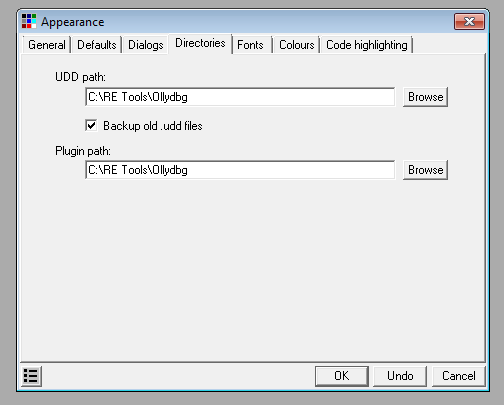 Appearance
General Defaults Dialogs Directories Fonts Colours Code highlighting
UDD path:
C:\RE Tools\Ollydbg Browse
Backup old .udd files
Plugin path:
C:\RE Tools\Ollydbg Browse
OK Undo Cancel